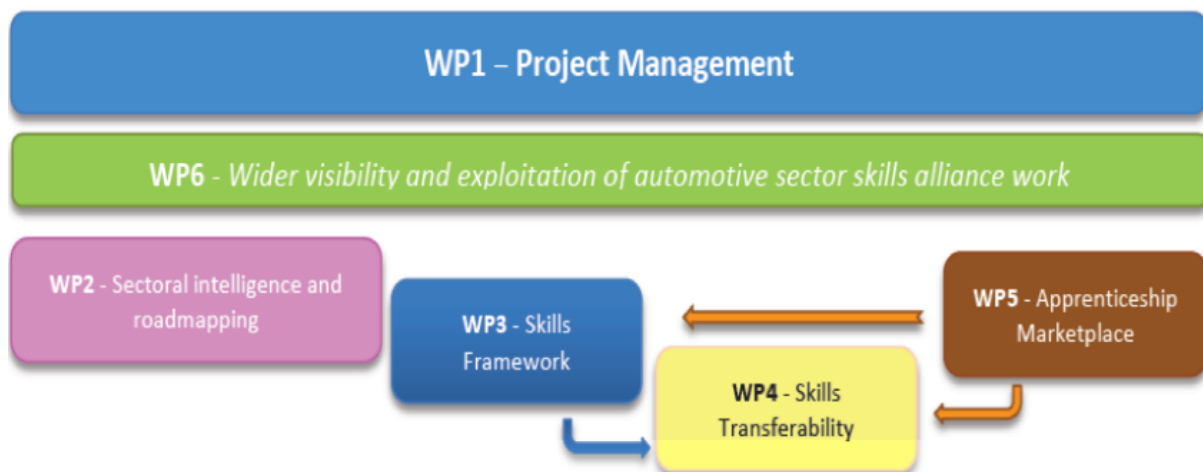 WP1 – Project Management
WP6 - Wider visibility and exploitation of automotive sector skills alliance work
WP2 - Sectoral intelligence and
roadmapping
WP3 - Skills
Framework
WP4 - Skills
Transferability
WP5 - Apprenticeship
Marketplace